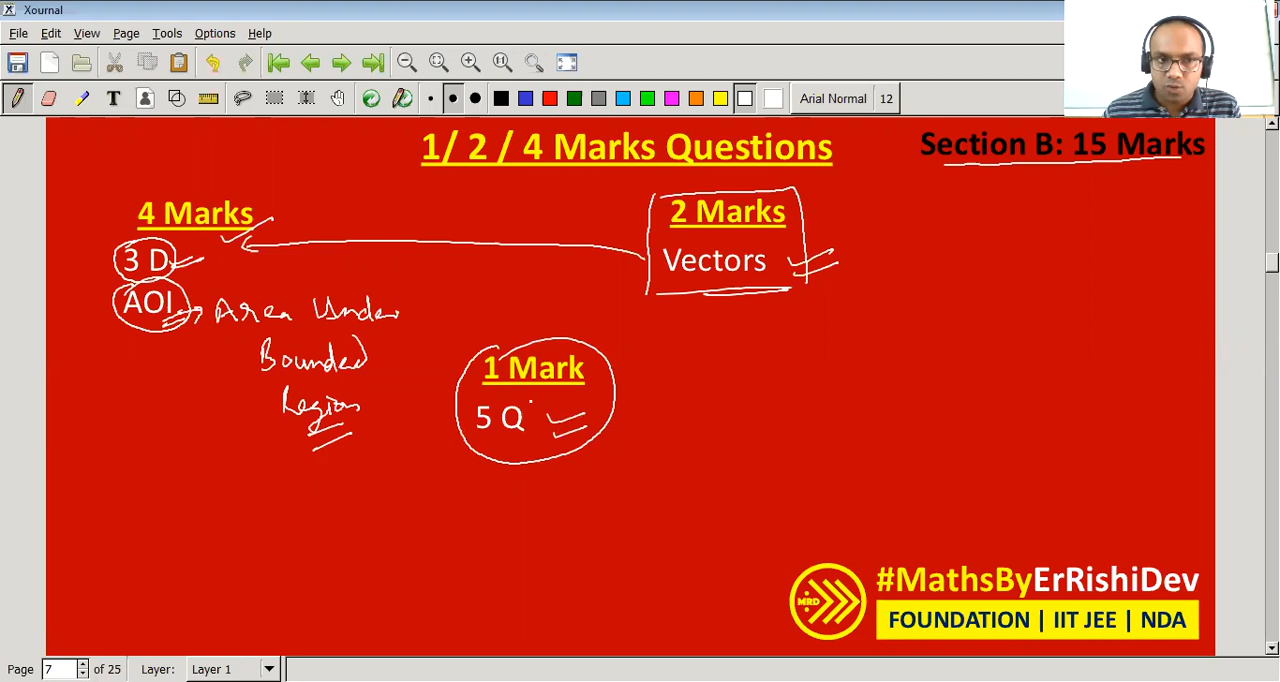 Xournal
File Edit View Page Tools Options Help
Arial Normal 12
1/ 2 / 4 Marks Questions
Section B: 15 Marks
4 Marks
3 D
AOI
Area Under
Bounded
Region
2 Marks
Vectors
1 Mark
5 Q
MRD
#MathsByErRishiDev
FOUNDATION | IIT JEE | NDA
Page 7 of 25 Layer: Layer 1